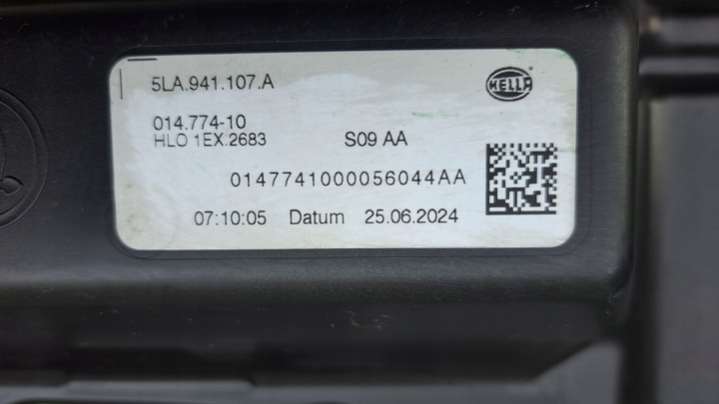 5LA.941.107.A
HELLA
014.774-10
HLO 1EX.2683 S09 AA
0147741000056044AA
07:10:05 Datum 25.06.2024